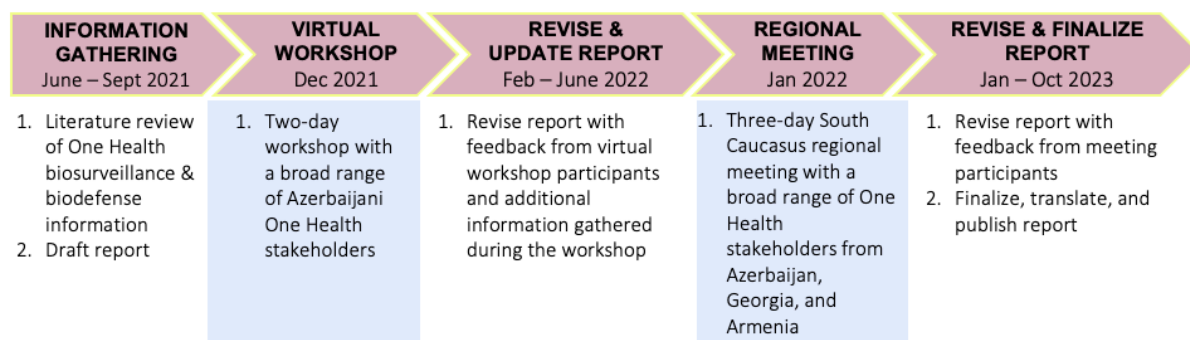 INFORMATION
GATHERING
June – Sept 2021
VIRTUAL
WORKSHOP
Dec 2021
REVISE &
UPDATE REPORT
Feb – June 2022
REGIONAL
MEETING
Jan 2022
REVISE & FINALIZE
REPORT
Jan – Oct 2023
1. Literature review
of One Health
biosurveillance &
biodefense
information
2. Draft report
1. Two-day
workshop with
a broad range
of Azerbaijani
One Health
stakeholders
1. Revise report with
feedback from virtual
workshop participants
and additional
information gathered
during the workshop
1. Three-day South
Caucasus regional
meeting with a
broad range of One
Health
stakeholders from
Azerbaijan,
Georgia, and
Armenia
1. Revise report with
feedback from meeting
participants
2. Finalize, translate, and
publish report